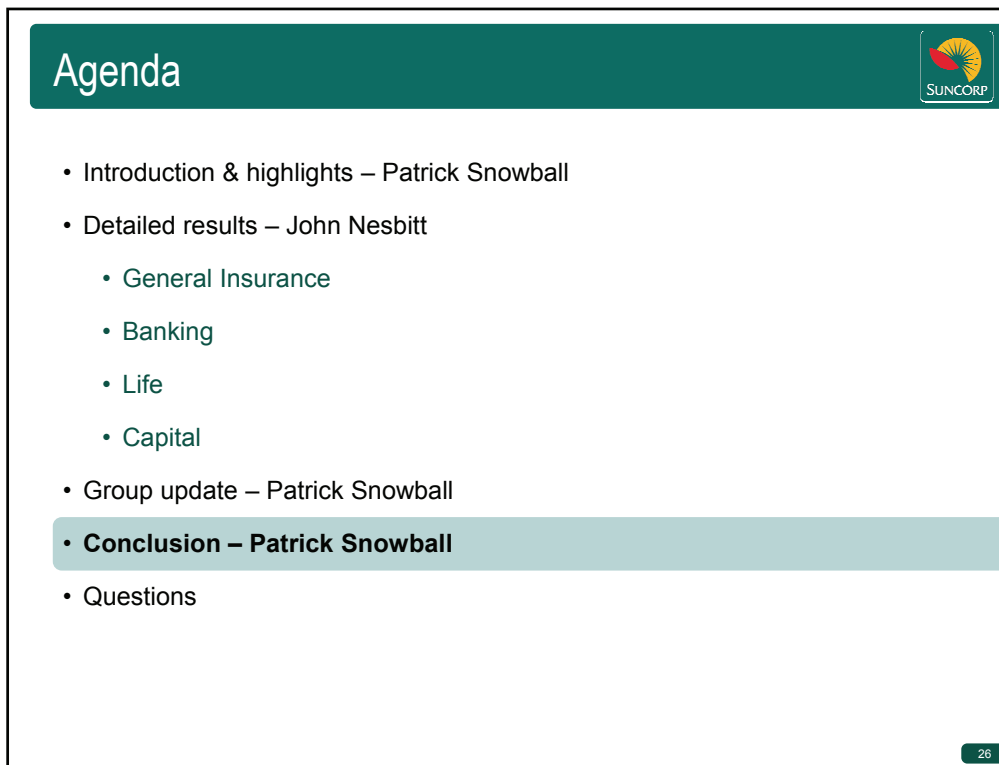 Agenda
SUNCORP
• Introduction & highlights – Patrick Snowball
• Detailed results – John Nesbitt
• General Insurance
• Banking
• Life
• Capital
• Group update – Patrick Snowball
• Conclusion – Patrick Snowball
• Questions
26